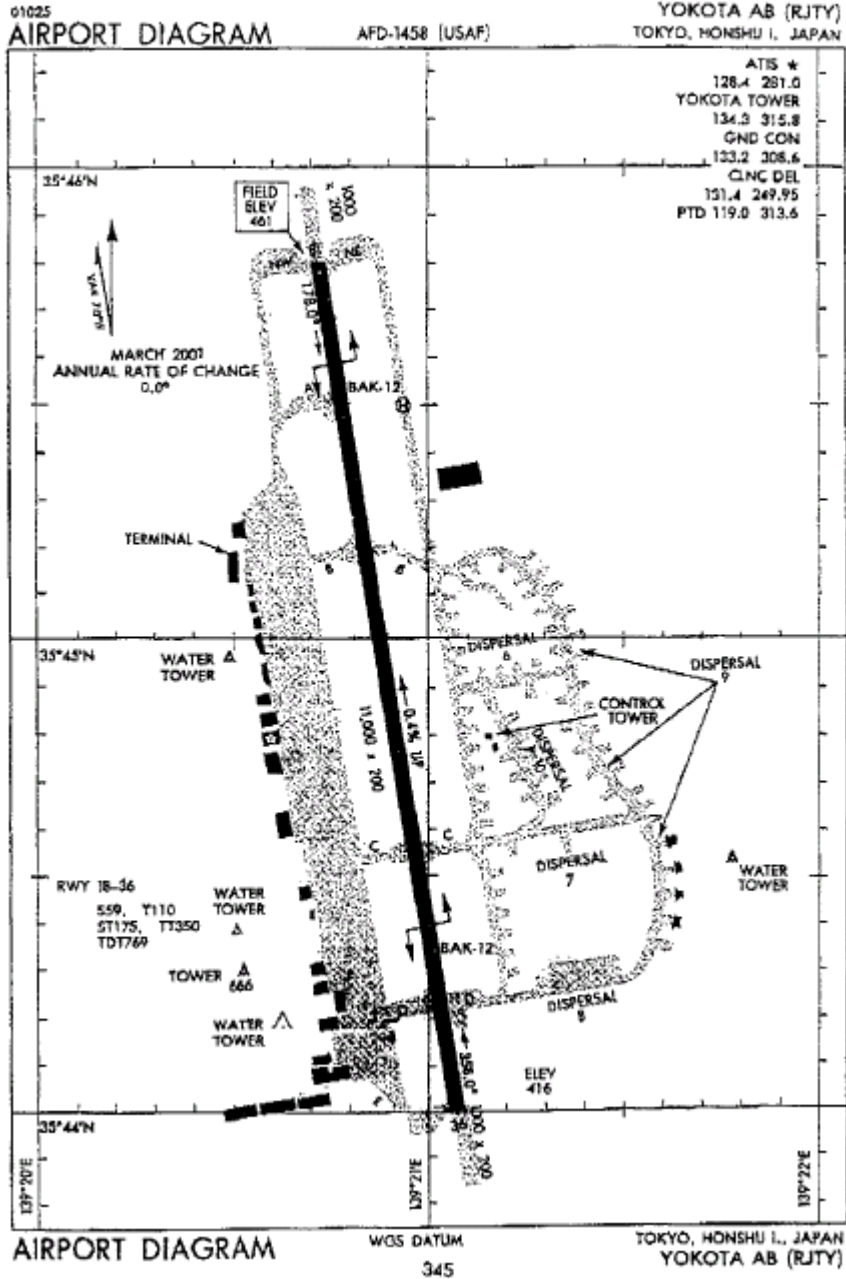 01025
AIRPORT DIAGRAM
AFD-1458 (USAF)
YOKOTA AB (RJTY)
TOKYO, HONSHU I. JAPAN
ATIS ★
128.4 281.0
YOKOTA TOWER
134.3 315.8
GND CON
133.2 308.6
CLNC DEL
131.4 249.95
PTD 119.0 313.6
35°46'N
FIELD
ELEV
461
1000
x 200
NW
NE
178.0°
MARCH 2001
ANNUAL RATE OF CHANGE
0.0°
A
BAK-12
TERMINAL
B
B
35°45'N
WATER
TOWER
DISPERSAL
6
DISPERSAL
9
CONTROL
TOWER
DISPERSAL
10
0.4% UP
11,000 x 200
C
C
DISPERSAL
7
WATER
TOWER
RWY 18-36
S59, T110
ST175, TT350
TDT769
WATER
TOWER
BAK-12
TOWER
666
WATER
TOWER
D
D
DISPERSAL
8
358.0°
ELEV
416
36
1000 x 200
35°44'N
139°20'E
139°21'E
139°22'E
AIRPORT DIAGRAM
WGS DATUM
345
TOKYO, HONSHU I., JAPAN
YOKOTA AB (RJTY)